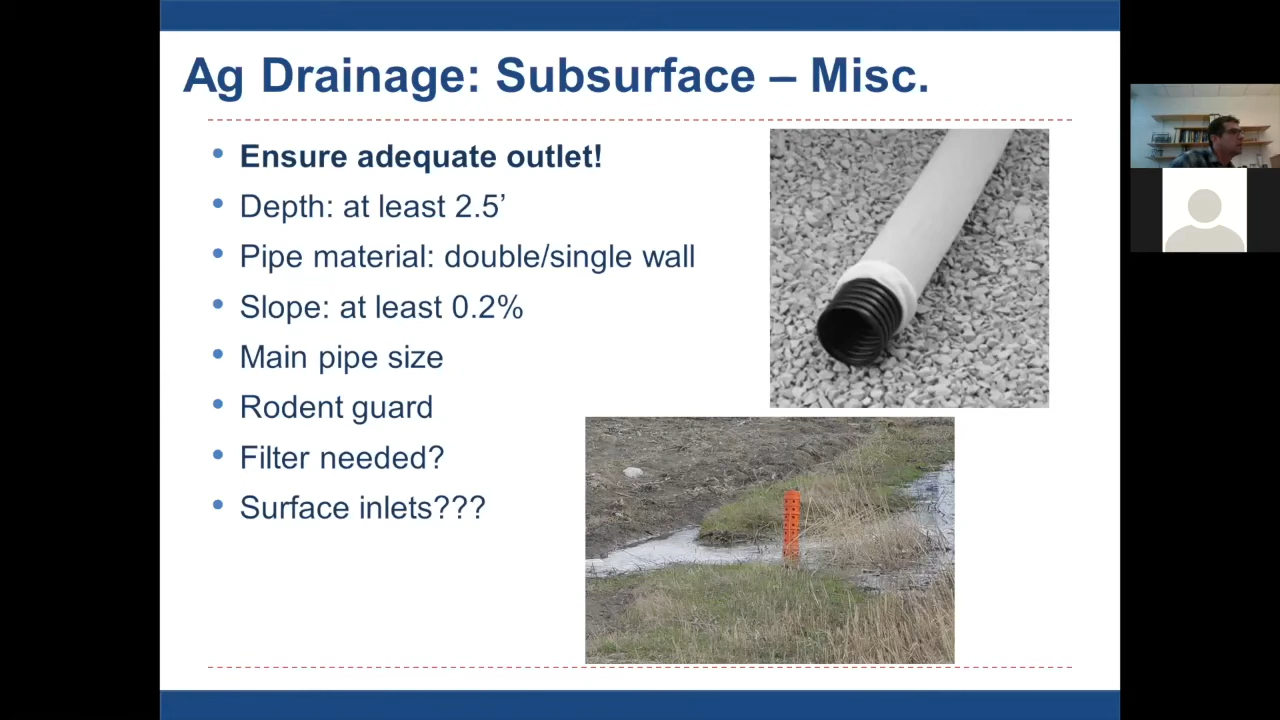 Ag Drainage: Subsurface – Misc.
• Ensure adequate outlet!
• Depth: at least 2.5’
• Pipe material: double/single wall
• Slope: at least 0.2%
• Main pipe size
• Rodent guard
• Filter needed?
• Surface inlets???